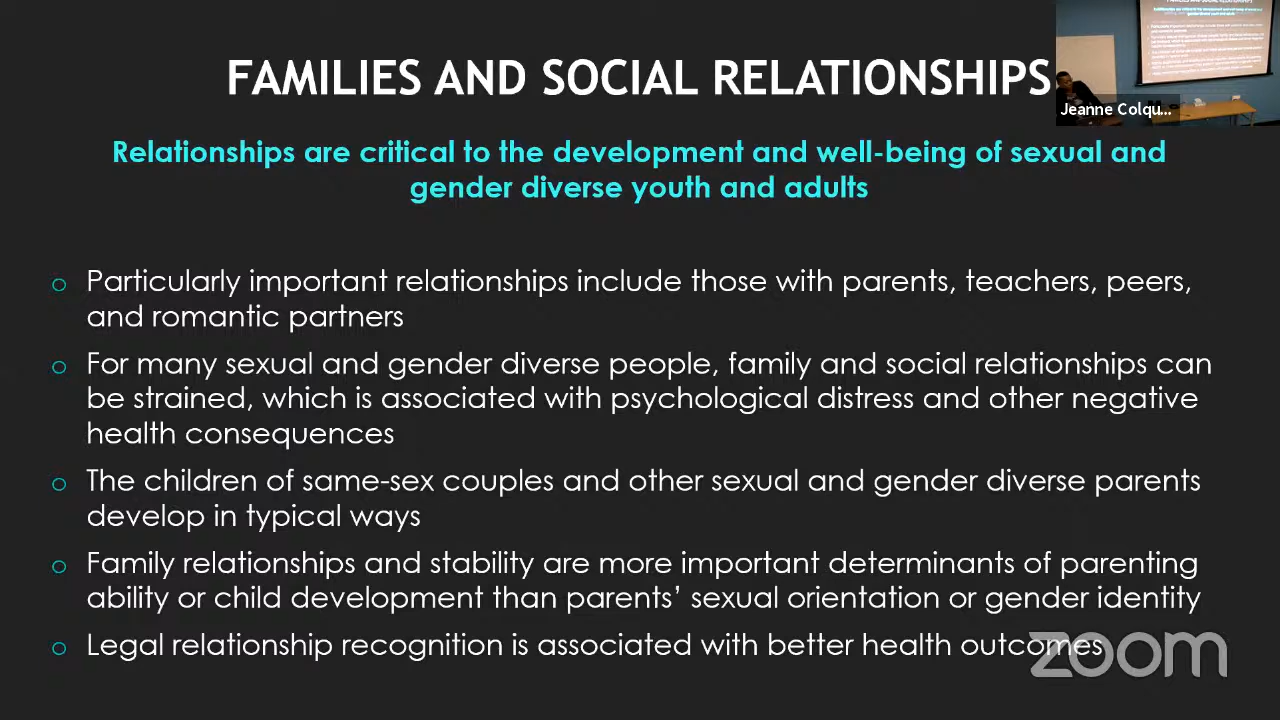 FAMILIES AND SOCIAL RELATIONSHIPS
Jeanne Colqu...
Relationships are critical to the development and well-being of sexual and
gender diverse youth and adults
o Particularly important relationships include those with parents, teachers, peers,
and romantic partners
o For many sexual and gender diverse people, family and social relationships can
be strained, which is associated with psychological distress and other negative
health consequences
o The children of same-sex couples and other sexual and gender diverse parents
develop in typical ways
o Family relationships and stability are more important determinants of parenting
ability or child development than parents’ sexual orientation or gender identity
o Legal relationship recognition is associated with better health outcomes
zoom